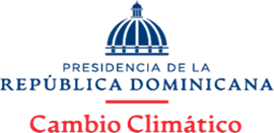 PRESIDENCIA DE LA
REPÚBLICA DOMINICANA
Cambio Climático